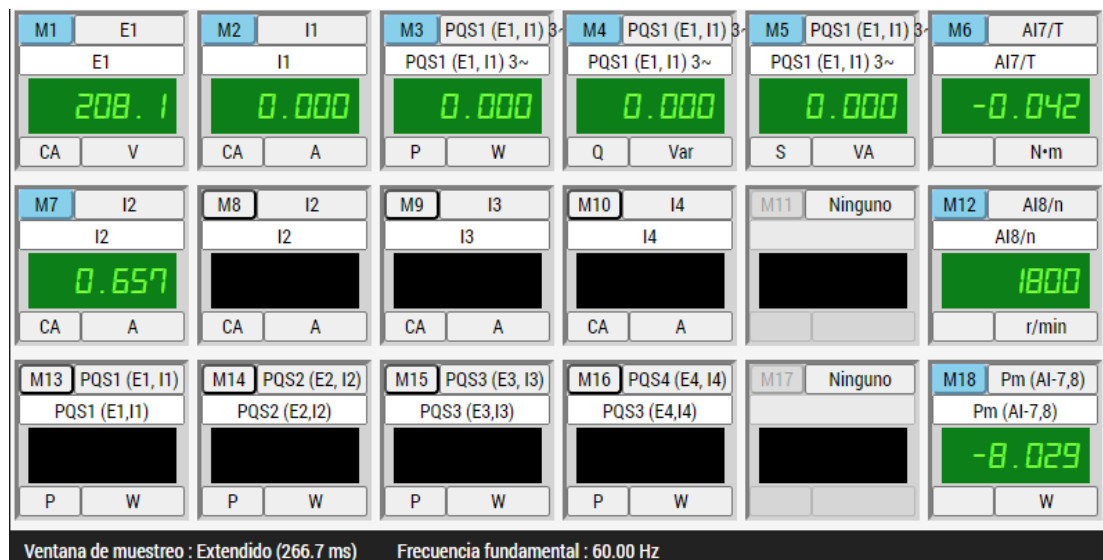 M1 E1 M2 I1 M3 PQS1 (E1, I1) 3~ M4 PQS1 (E1, I1) 3~ M5 PQS1 (E1, I1) 3~ M6 AI7/T
E1 I1 PQS1 (E1, I1) 3~ PQS1 (E1, I1) 3~ PQS1 (E1, I1) 3~ AI7/T
208.1 0.000 0.000 0.000 0.000 -0.042
CA V CA A P W Q Var S VA N•m
M7 I2 M8 I2 M9 I3 M10 I4 M11 Ninguno M12 AI8/n
I2 I2 I3 I4 AI8/n
0.657 1800
CA A CA A CA A CA A r/min
M13 PQS1 (E1, I1) M14 PQS2 (E2, I2) M15 PQS3 (E3, I3) M16 PQS4 (E4, I4) M17 Ninguno M18 Pm (AI-7,8)
PQS1 (E1,I1) PQS2 (E2,I2) PQS3 (E3,I3) PQS3 (E4,I4) Pm (AI-7,8)
-8.029
P W P W P W P W W
Ventana de muestreo : Extendido (266.7 ms) Frecuencia fundamental : 60.00 Hz